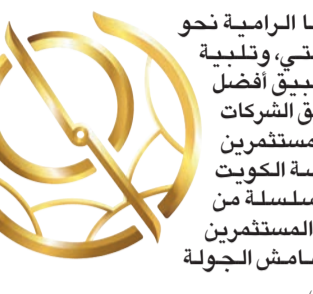 ا الرامية نحو
تي، وتلبية
بيق أفضل
ق الشركات
مستثمرين
سة الكويت
سلسلة من
المستثمرين
امش الجولة